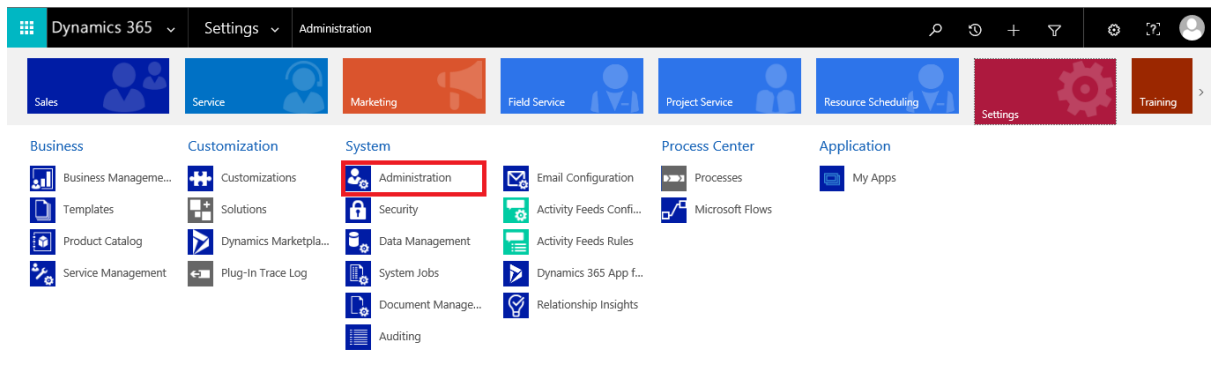 Dynamics 365 Settings Administration [?]
Sales Service Marketing Field Service Project Service Resource Scheduling Settings Training
Business Customization System Process Center Application
Business Manageme... Customizations Administration Email Configuration Processes My Apps
Templates Solutions Security Activity Feeds Confi... Microsoft Flows
Product Catalog Dynamics Marketpla... Data Management Activity Feeds Rules
Service Management Plug-In Trace Log System Jobs Dynamics 365 App f...
Document Manage... Relationship Insights
Auditing